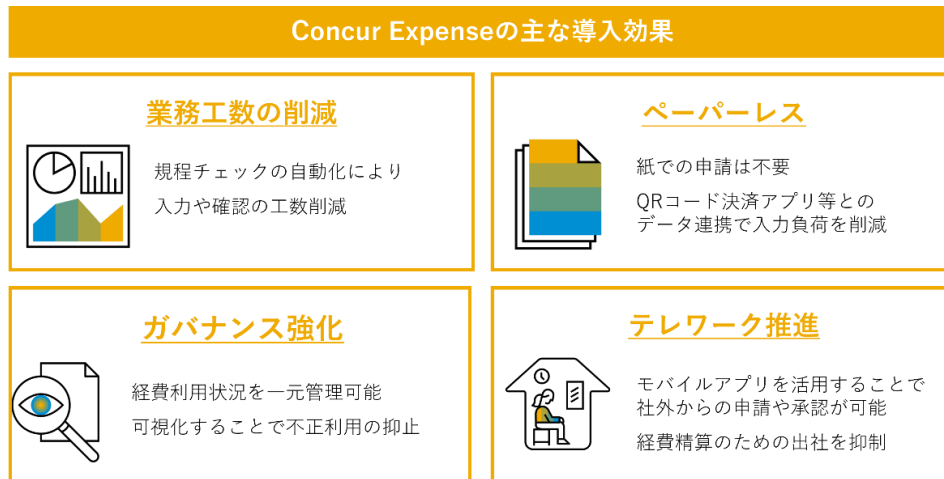 Concur Expenseの主な導入効果
業務工数の削減
規程チェックの自動化により
入力や確認の工数削減
ペーパーレス
紙での申請は不要
QRコード決済アプリ等との
データ連携で入力負荷を削減
ガバナンス強化
経費利用状況を一元管理可能
可視化することで不正利用の抑止
テレワーク推進
モバイルアプリを活用することで
社外からの申請や承認が可能
経費精算のための出社を抑制